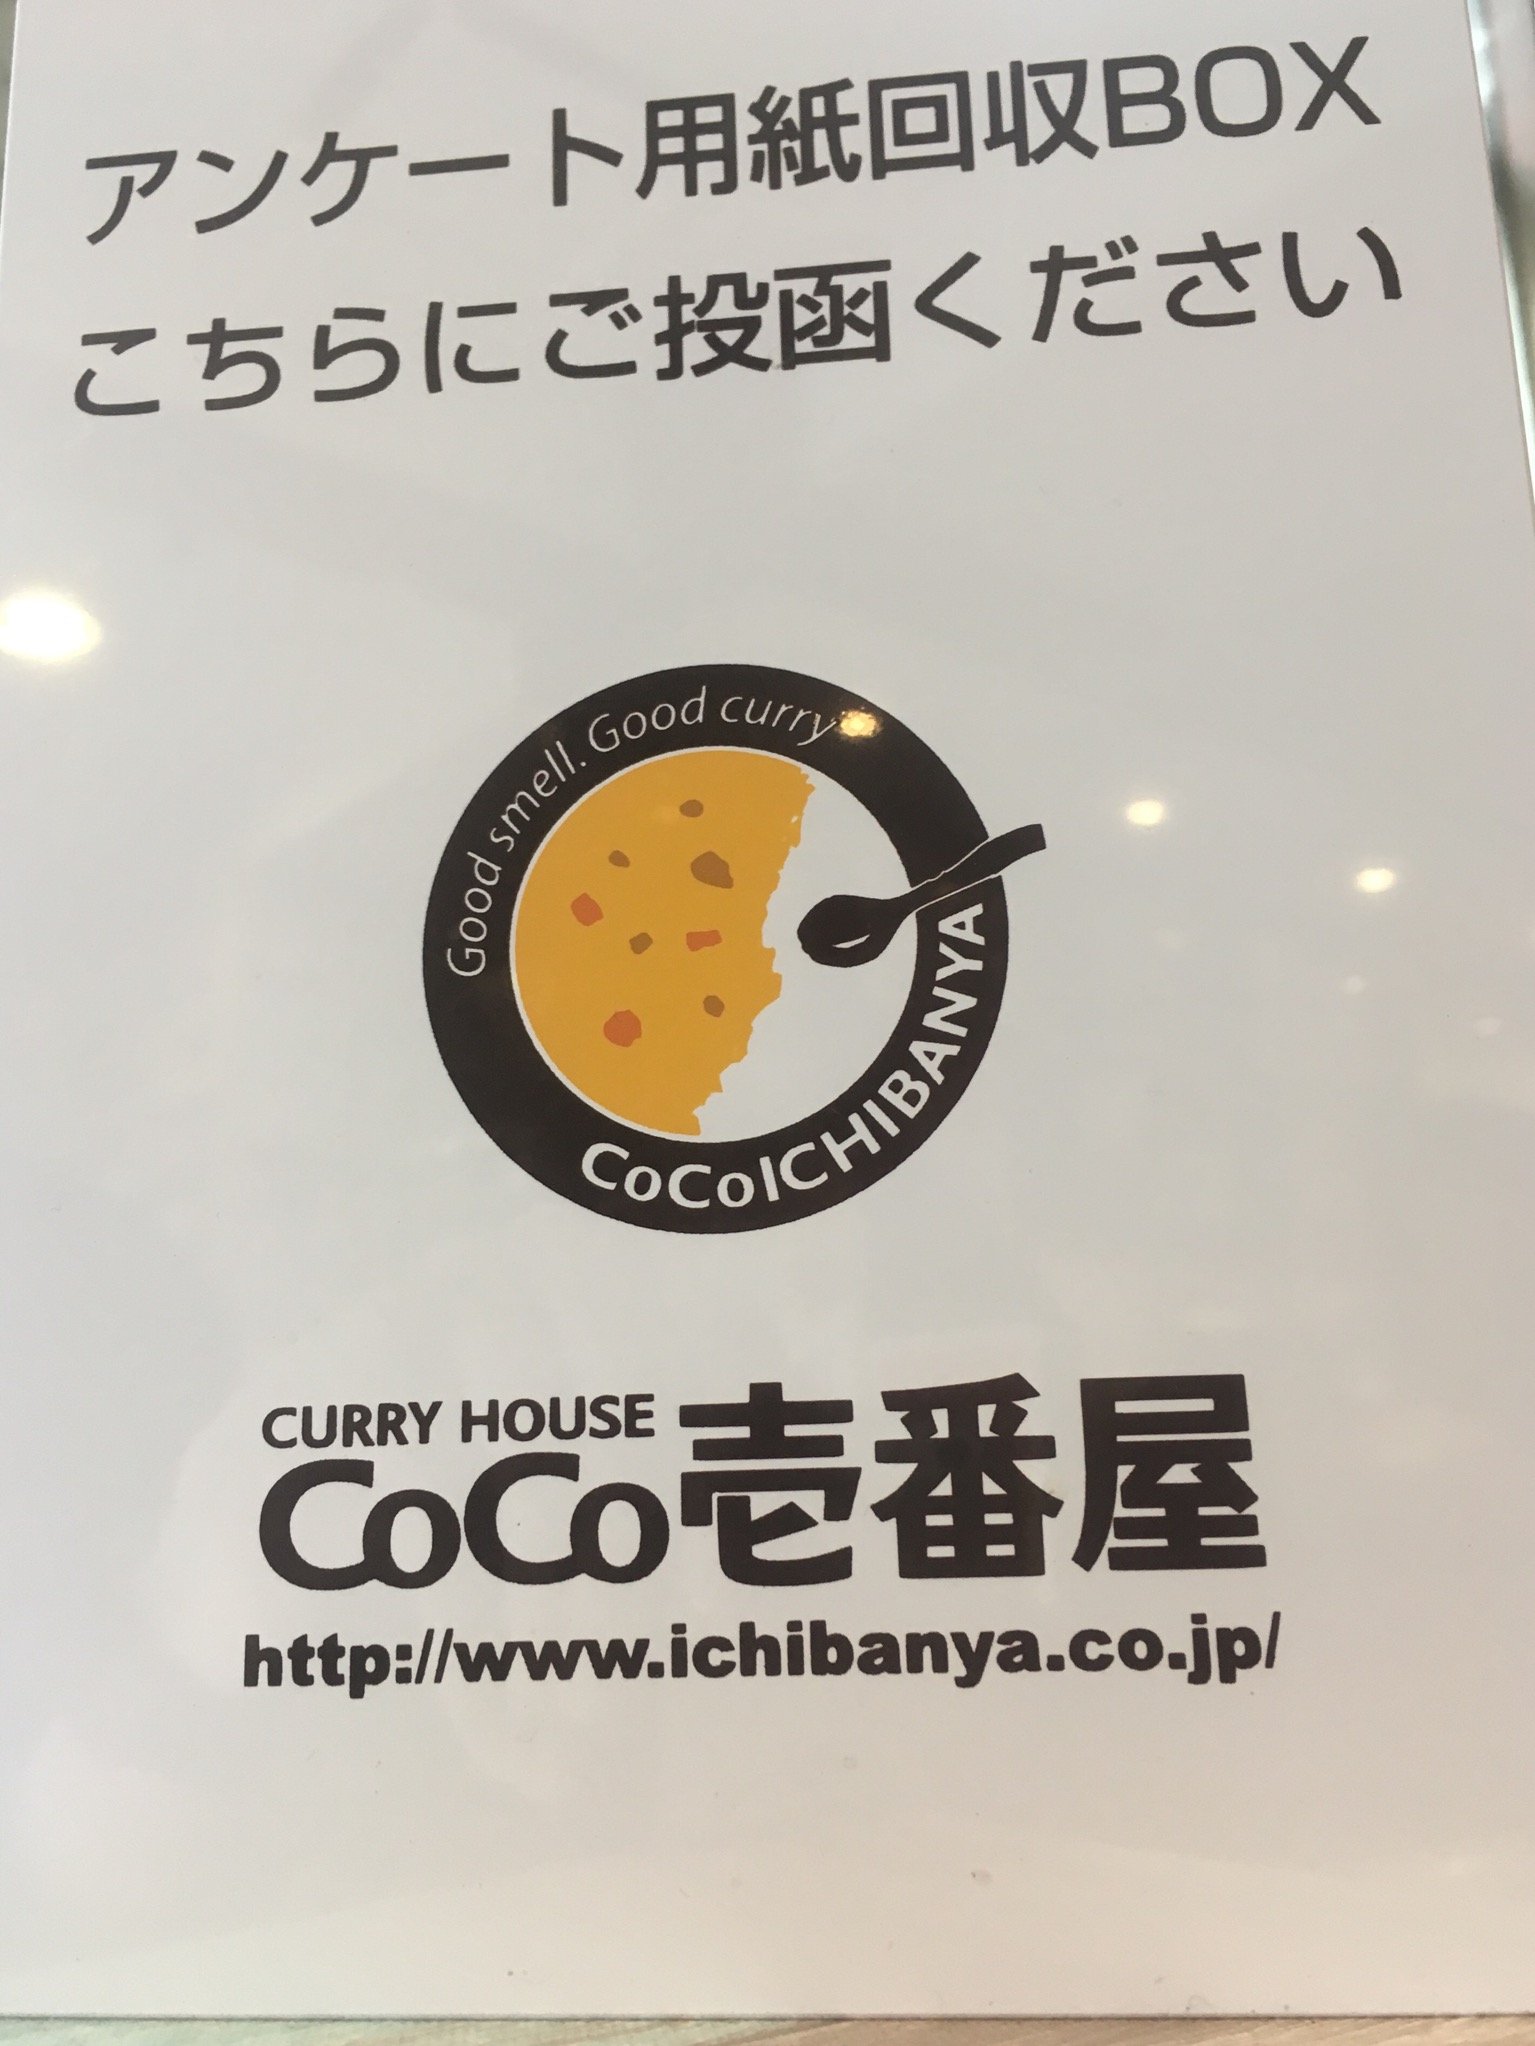 アンケート用紙回収BOX
こちらにご投函ください
Good smell. Good curry
CoCoICHIBANYA
CURRY HOUSE
CoCo壱番屋
http://www.ichibanya.co.jp/